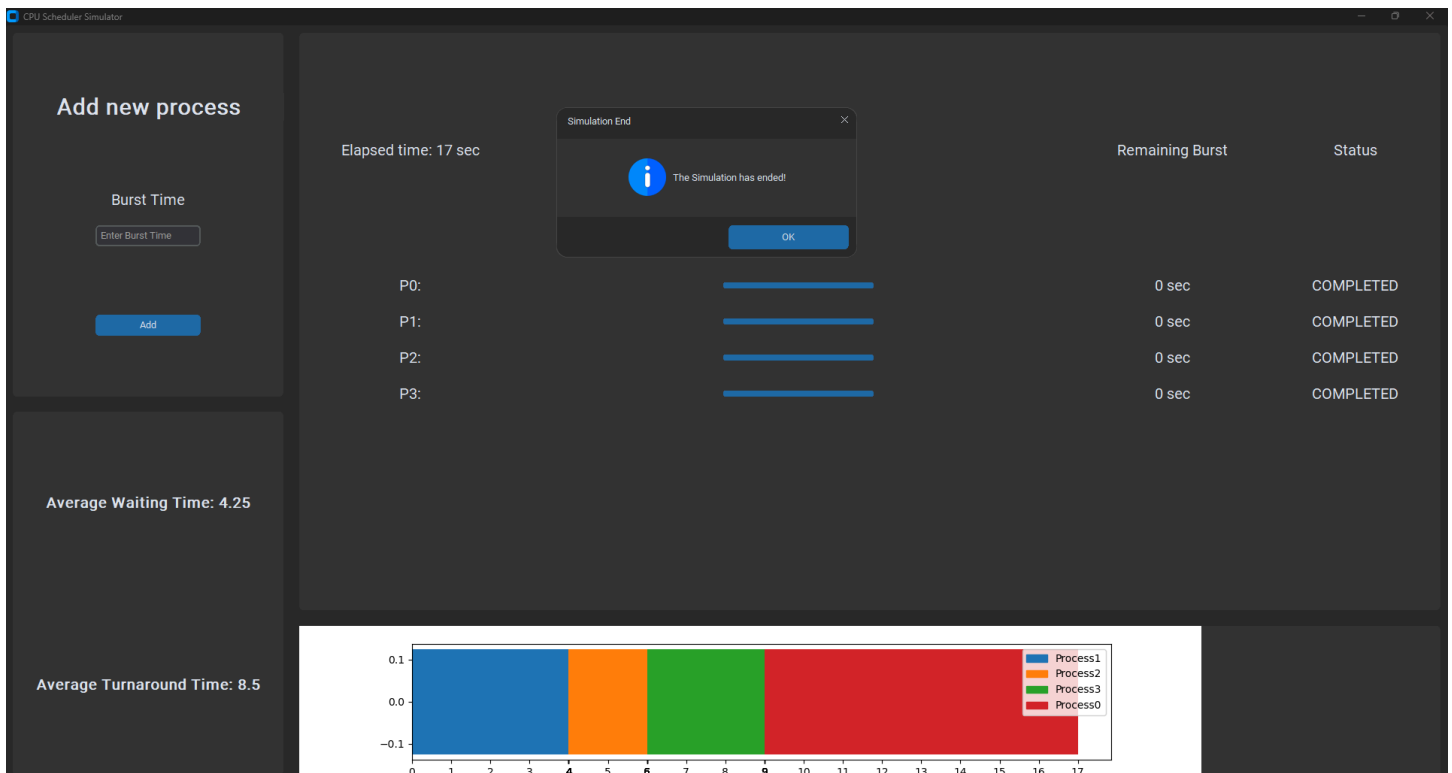 CPU Scheduler Simulator
Add new process
Burst Time
Enter Burst Time
Add
Average Waiting Time: 4.25
Average Turnaround Time: 8.5
Elapsed time: 17 sec
Remaining Burst
Status
Simulation End
The Simulation has ended!
OK
P0: 0 sec COMPLETED
P1: 0 sec COMPLETED
P2: 0 sec COMPLETED
P3: 0 sec COMPLETED
0.1
0.0
−0.1
Process1
Process2
Process3
Process0
0 1 2 3 4 5 6 7 8 9 10 11 12 13 14 15 16 17